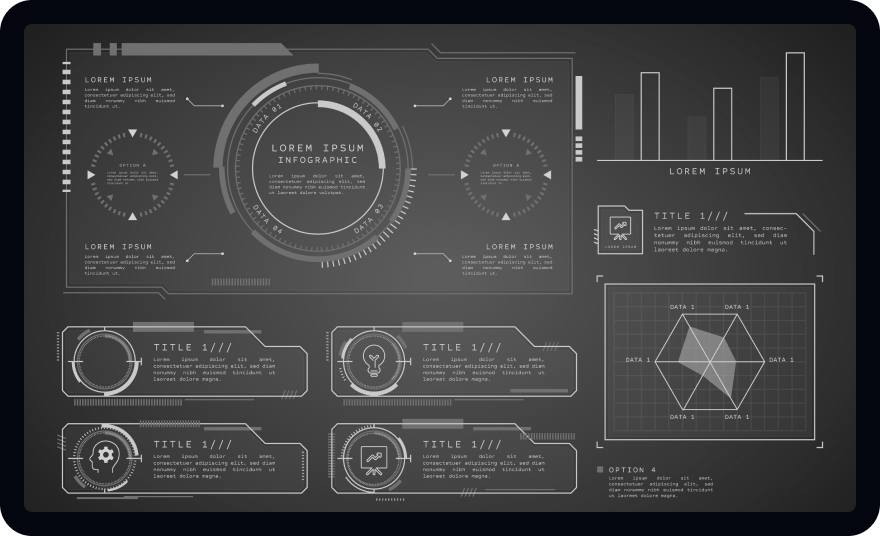 LOREM IPSUM
Lorem ipsum dolor sit amet,
consectetuer adipiscing elit, sed
diam nonummy nibh euismod
tincidunt ut.
OPTION A
LOREM IPSUM
Lorem ipsum dolor sit amet,
consectetuer adipiscing elit, sed
diam nonummy nibh euismod
tincidunt ut.
DATA 01
DATA 02
DATA 03
DATA 04
LOREM IPSUM
INFOGRAPHIC
Lorem ipsum dolor sit amet,
consectetuer adipiscing elit, sed
diam nonummy nibh euismod tincidunt ut
laoreet dolore voluspak.
LOREM IPSUM
Lorem ipsum dolor sit amet,
consectetuer adipiscing elit, sed
diam nonummy nibh euismod
tincidunt ut.
OPTION A
LOREM IPSUM
Lorem ipsum dolor sit amet,
consectetuer adipiscing elit, sed
diam nonummy nibh euismod
tincidunt ut.
LOREM IPSUM
LOREM IPSUM
TITLE 1///
Lorem ipsum dolor sit amet, consec-
tetuer adipiscing elit, sed diam
nonummy nibh euismod tincidunt ut
laoreet dolore magna.
DATA 1
DATA 1
DATA 1
DATA 1
DATA 1
DATA 1
OPTION 4
Lorem ipsum dolor sit amet,
consectetuer adipiscing elit, sed
diam nonummy nibh euismod
tincidunt ut.
TITLE 1///
Lorem ipsum dolor sit amet,
consectetuer adipiscing elit, sed diam
nonummy nibh euismod tincidunt ut
laoreet dolore magna.
TITLE 1///
Lorem ipsum dolor sit amet,
consectetuer adipiscing elit, sed diam
nonummy nibh euismod tincidunt ut
laoreet dolore magna.
TITLE 1///
Lorem ipsum dolor sit amet,
consectetuer adipiscing elit, sed diam
nonummy nibh euismod tincidunt ut
laoreet dolore magna.
TITLE 1///
Lorem ipsum dolor sit amet,
consectetuer adipiscing elit, sed diam
nonummy nibh euismod tincidunt ut
laoreet dolore magna.